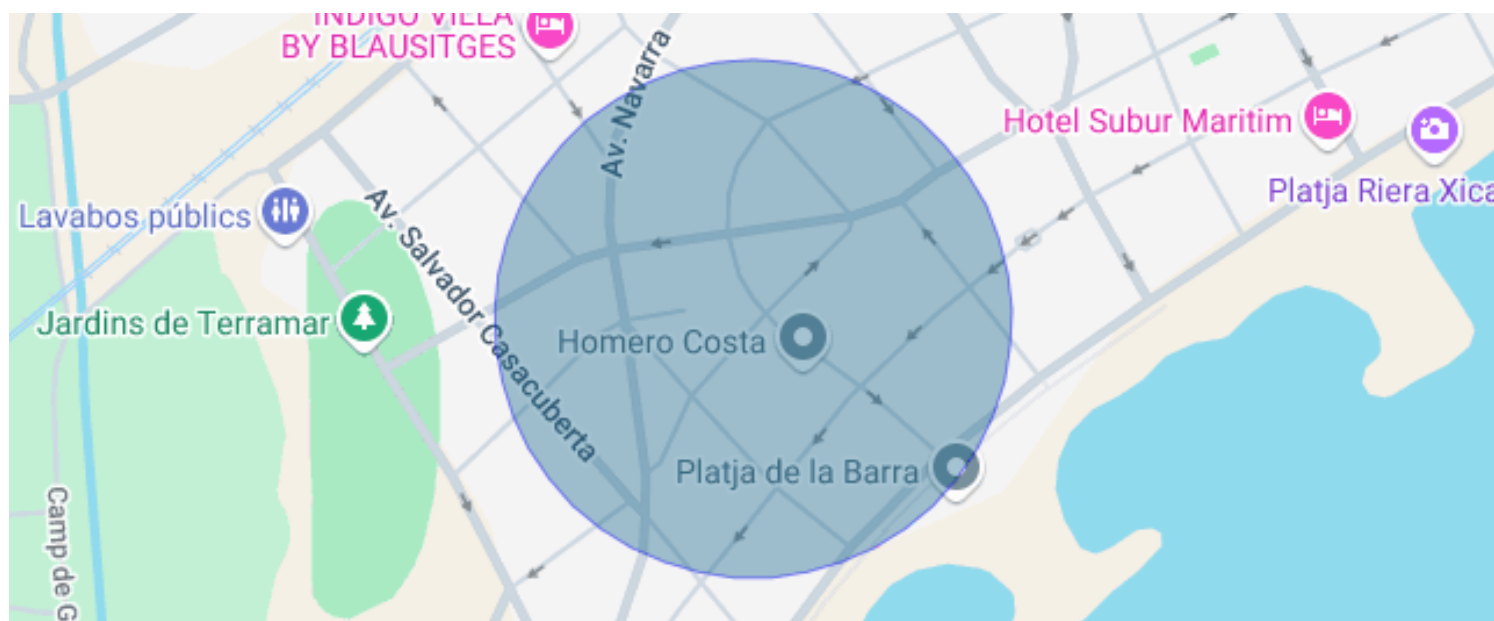 INDIGO VILLA
BY BLAUSITGES
Av. Navarra
Hotel Subur Maritim
Platja Riera Xica
Lavabos públics
Av. Salvador Casacuberta
Jardins de Terramar
Homero Costa
Platja de la Barra
Camp de G